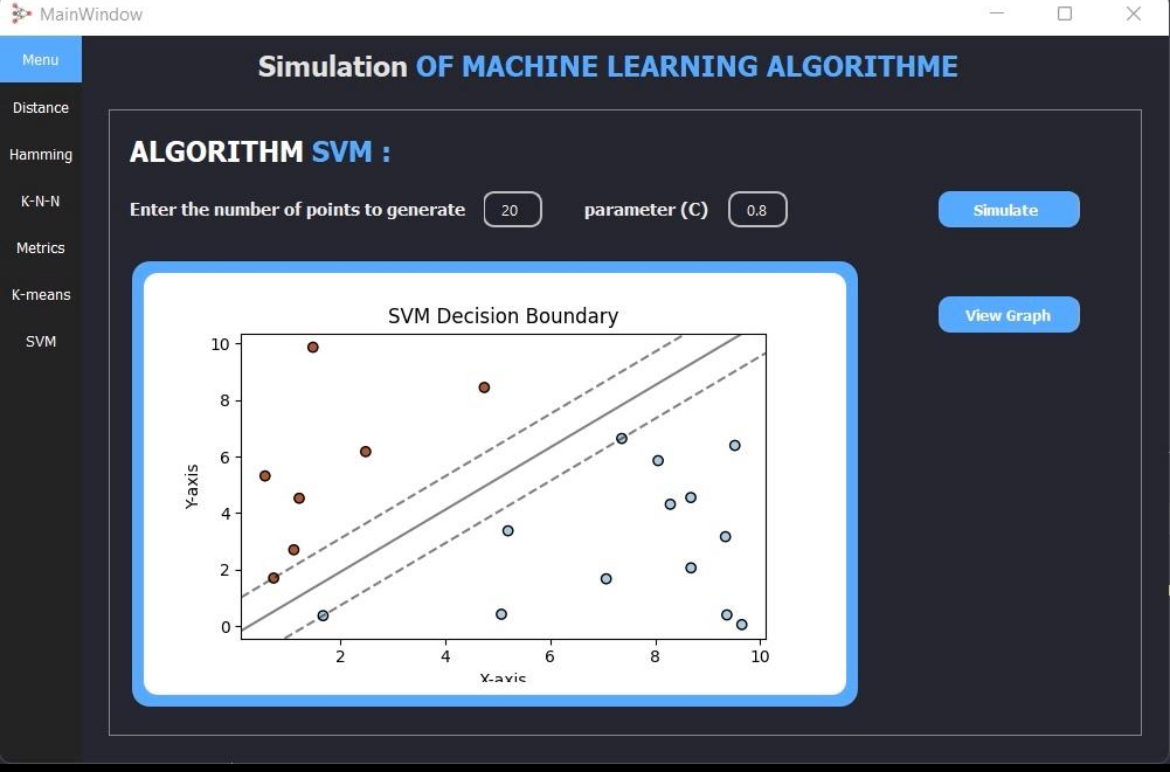 MainWindow
Menu
Distance
Hamming
K-N-N
Metrics
K-means
SVM
Simulation OF MACHINE LEARNING ALGORITHME
ALGORITHM SVM :
Enter the number of points to generate 20 parameter (C) 0.8 Simulate
View Graph
SVM Decision Boundary
10
8
6
4
2
0
Y-axis
2 4 6 8 10
X-axis